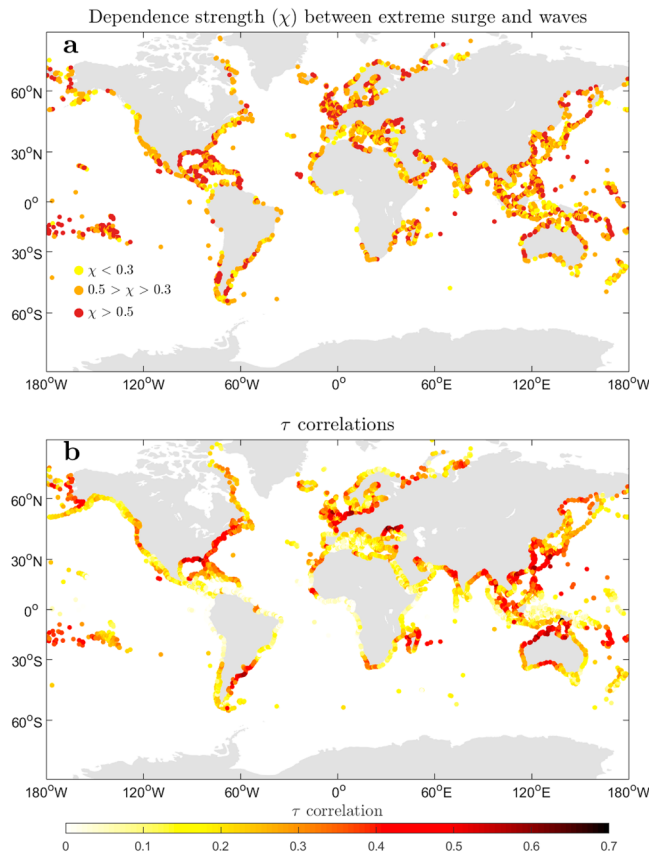 Dependence strength (χ) between extreme surge and waves
a
60°N
30°N
0°
30°S
60°S
χ < 0.3
0.5 > χ > 0.3
χ > 0.5
180°W 120°W 60°W 0° 60°E 120°E 180°W
τ correlations
b
60°N
30°N
0°
30°S
60°S
180°W 120°W 60°W 0° 60°E 120°E 180°W
τ correlation
0 0.1 0.2 0.3 0.4 0.5 0.6 0.7